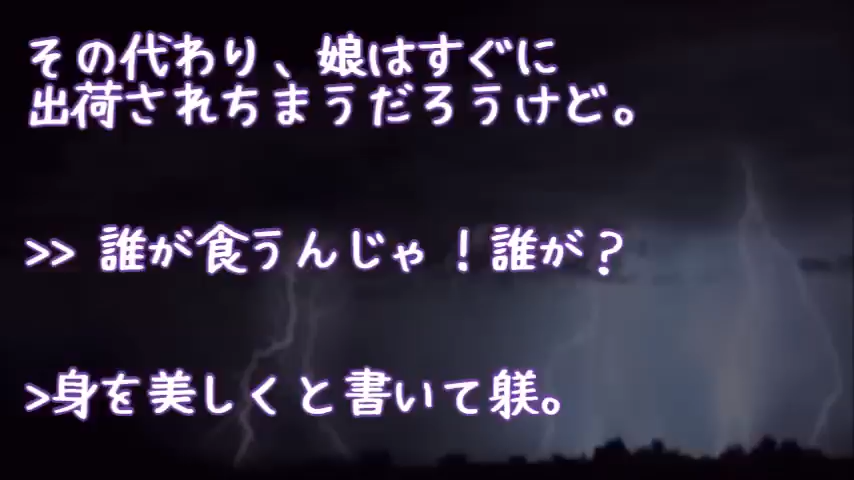 その代わり、娘はすぐに
出荷されちまうだろうけど。
>> 誰が食うんじゃ！誰が？
>身を美しくと書いて躾。